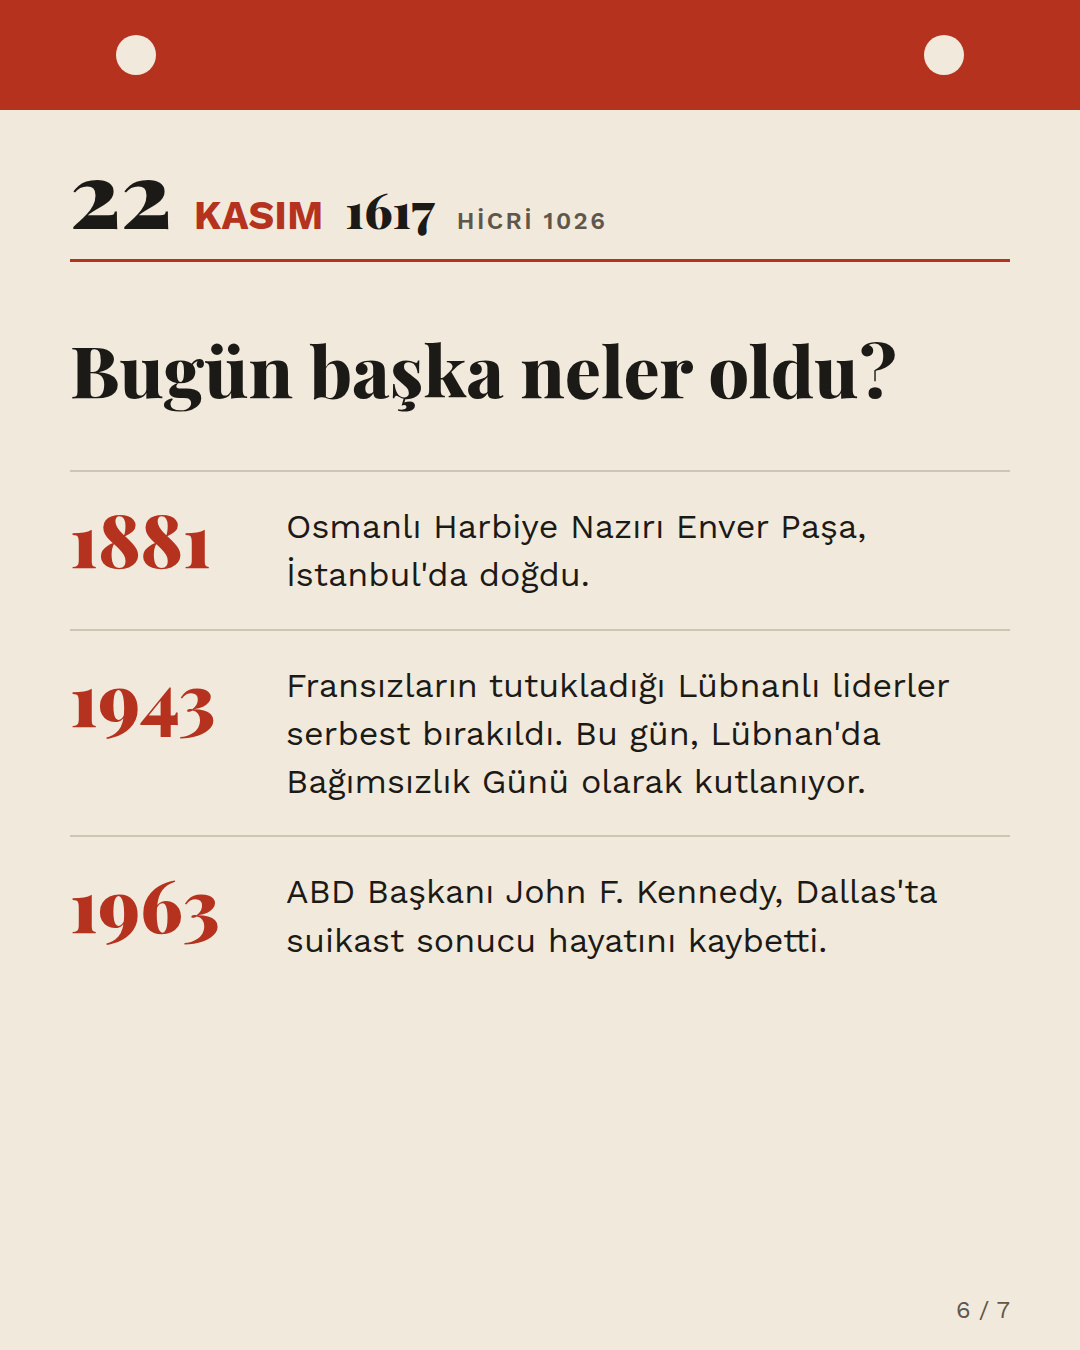 22 KASIM 1617 HİCRİ 1026
Bugün başka neler oldu?
1881
Osmanlı Harbiye Nazırı Enver Paşa,
İstanbul'da doğdu.
1943
Fransızların tutukladığı Lübnanlı liderler
serbest bırakıldı. Bu gün, Lübnan'da
Bağımsızlık Günü olarak kutlanıyor.
1963
ABD Başkanı John F. Kennedy, Dallas'ta
suikast sonucu hayatını kaybetti.
6 / 7